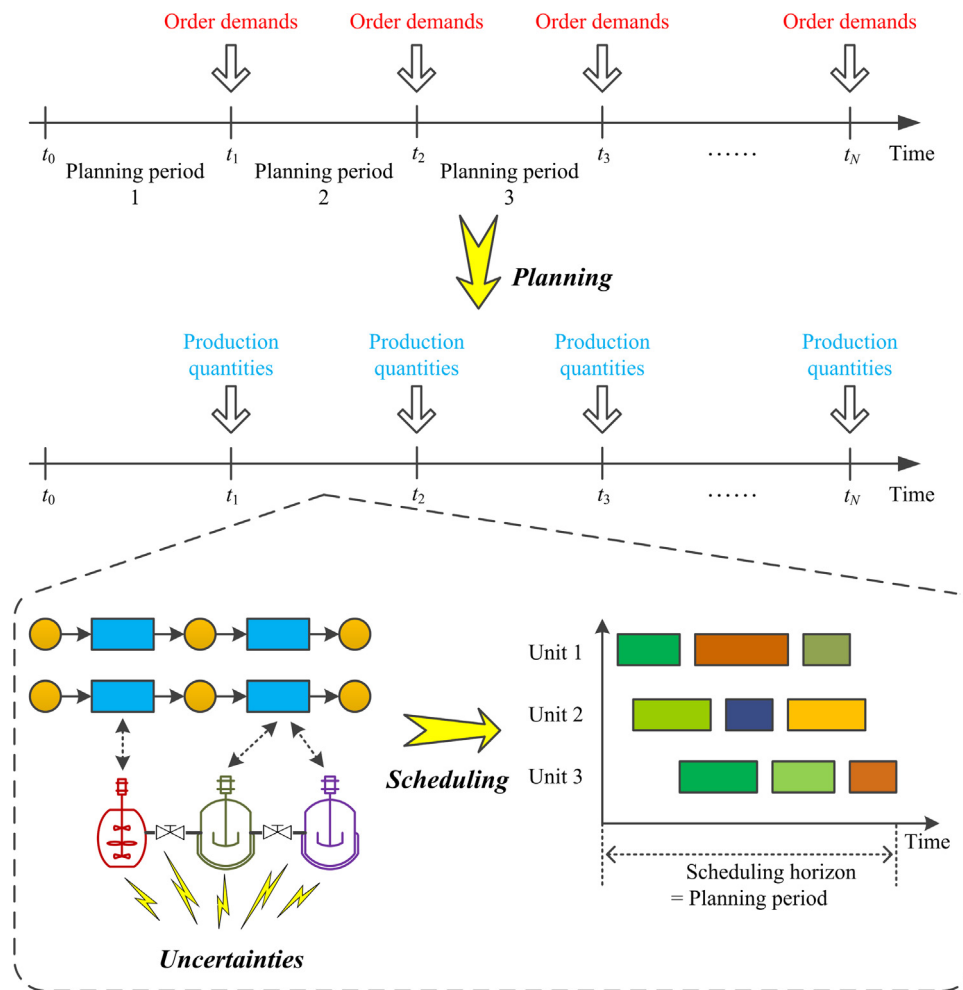 Order demands Order demands Order demands Order demands
t0 t1 t2 t3 …… tN Time
Planning period Planning period Planning period
1 2 3
Planning
Production Production Production Production
quantities quantities quantities quantities
t0 t1 t2 t3 …… tN Time
Unit 1
Unit 2
Scheduling
Unit 3
Time
Scheduling horizon
= Planning period
Uncertainties